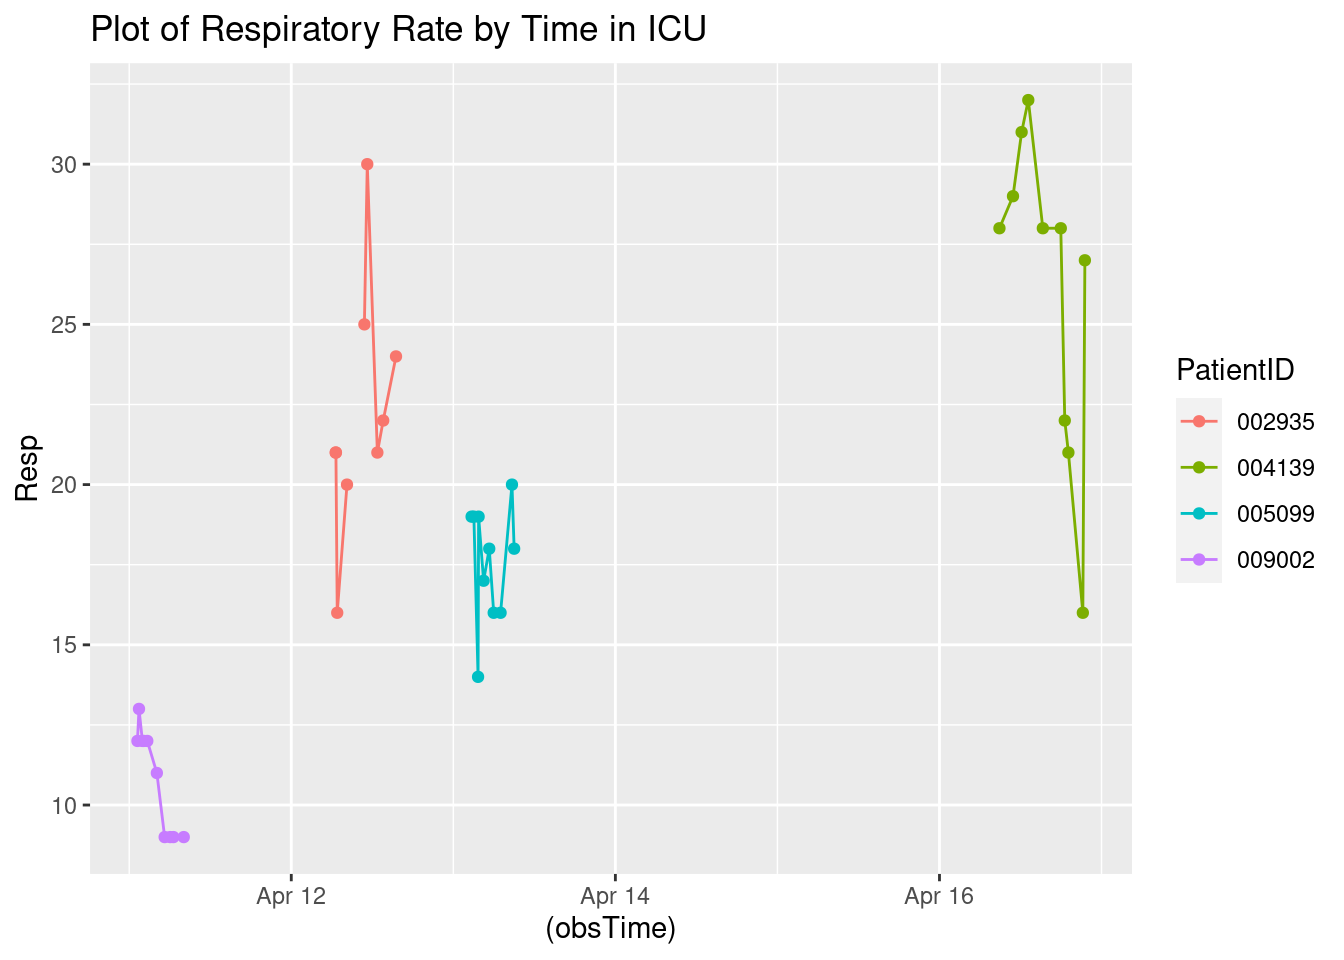 Plot of Respiratory Rate by Time in ICU
30
25
20
15
10
Resp
Apr 12
Apr 14
Apr 16
(obsTime)
PatientID
002935
004139
005099
009002